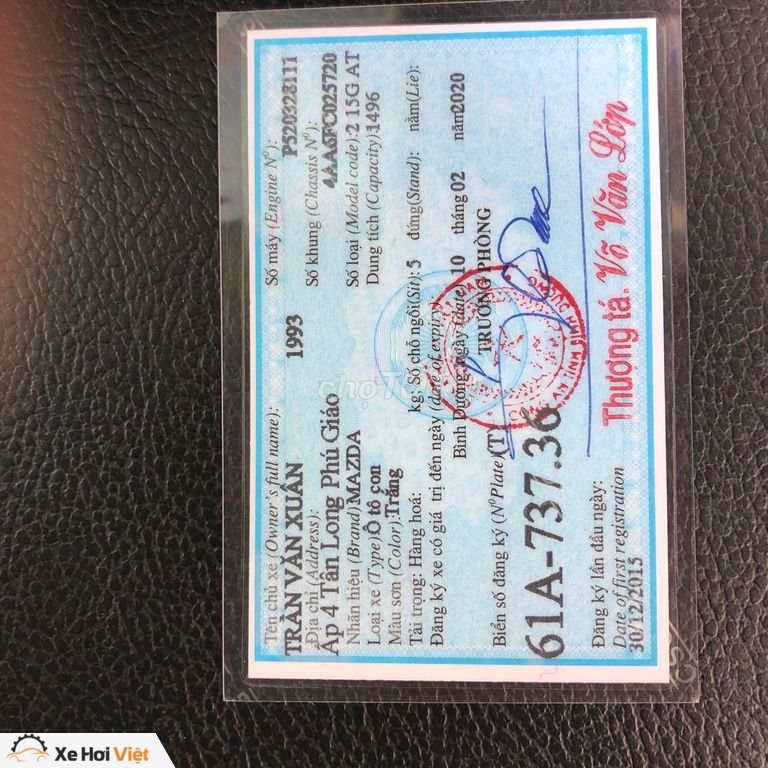 Tên chủ xe (Owner's full name):
TRẦN VĂN XUÂN 1993
Địa chỉ (Address):
Ấp 4 Tân Long Phú Giáo
Nhãn hiệu (Brand): MAZDA
Loại xe (Type) Ô tô con
Màu sơn (Color): Trắng
Số máy (Engine Nº):
P520328111
Số khung (Chassis Nº):
Số loại (Model code): 2 15G AT
Dung tích (Capacity): 1496
Tải trọng: Hàng hoá: kg: Số chỗ ngồi(Sit): 5 đứng(Stand): nằm(Lie):
Đăng ký xe có giá trị đến ngày (date of expiry)
Bình Dương, ngày (date) 10 tháng 02 năm 2020
TRƯỞNG PHÒNG
Biển số đăng ký (Nº Plate) (T)
61A-737.36
Đăng ký lần đầu ngày:
Date of first registration
30/12/2015
Thượng tá. Võ Văn Lớp
Xe Hơi Việt